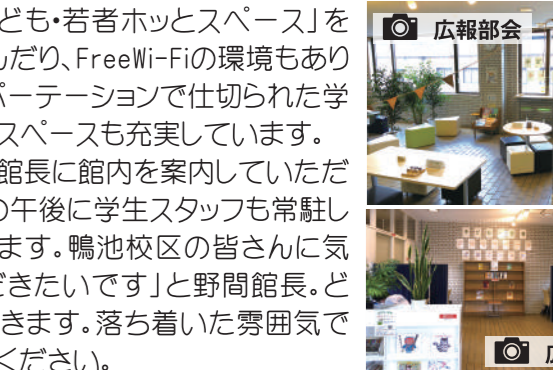 ども・若者ホッとスペース」を
んだり、FreeWi-Fiの環境もあり
パーテーションで仕切られた学
スペースも充実しています。
館長に館内を案内していただ
の午後に学生スタッフも常駐し
ます。鴨池校区の皆さんに気
だきたいです」と野間館長。ど
きます。落ち着いた雰囲気で
ください。
広報部会